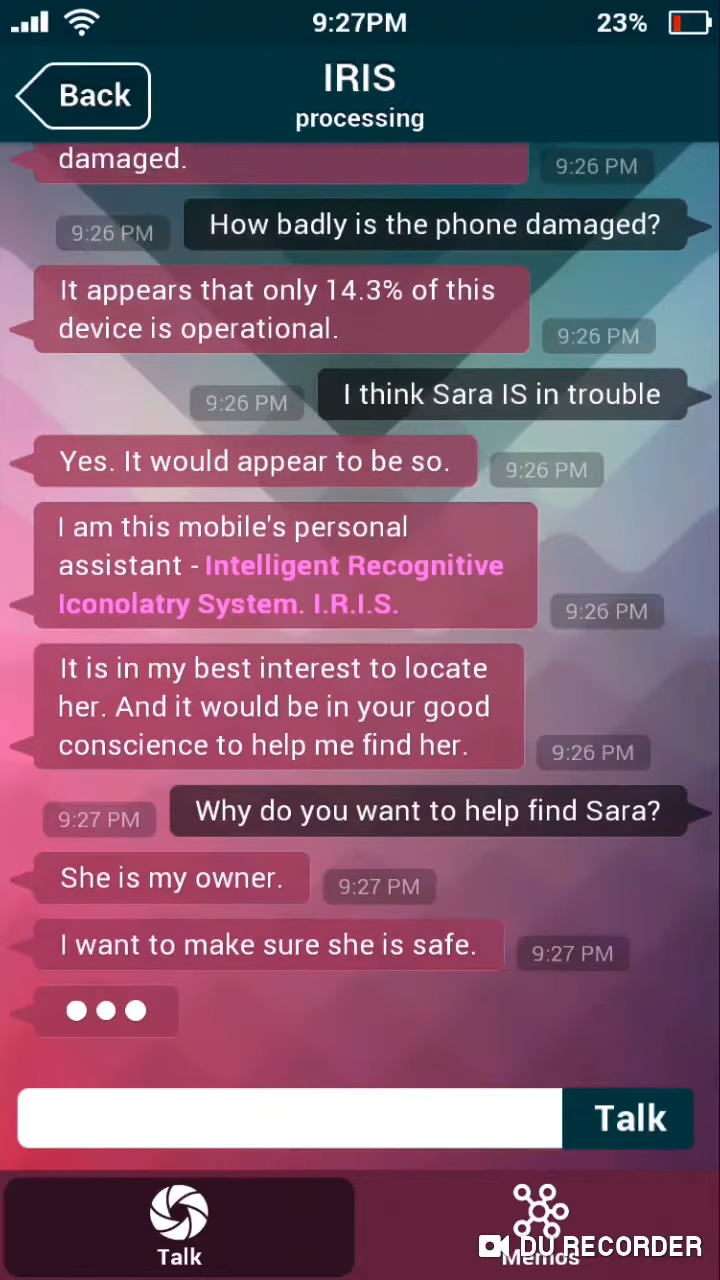 9:27PM
23%
Back
IRIS
processing
damaged.
9:26 PM
9:26 PM
How badly is the phone damaged?
It appears that only 14.3% of this
device is operational.
9:26 PM
9:26 PM
I think Sara IS in trouble
Yes. It would appear to be so.
9:26 PM
I am this mobile's personal
assistant - Intelligent Recognitive
Iconolatry System. I.R.I.S.
9:26 PM
It is in my best interest to locate
her. And it would be in your good
conscience to help me find her.
9:26 PM
9:27 PM
Why do you want to help find Sara?
She is my owner.
9:27 PM
I want to make sure she is safe.
9:27 PM
Talk
Talk
Memos
DU RECORDER